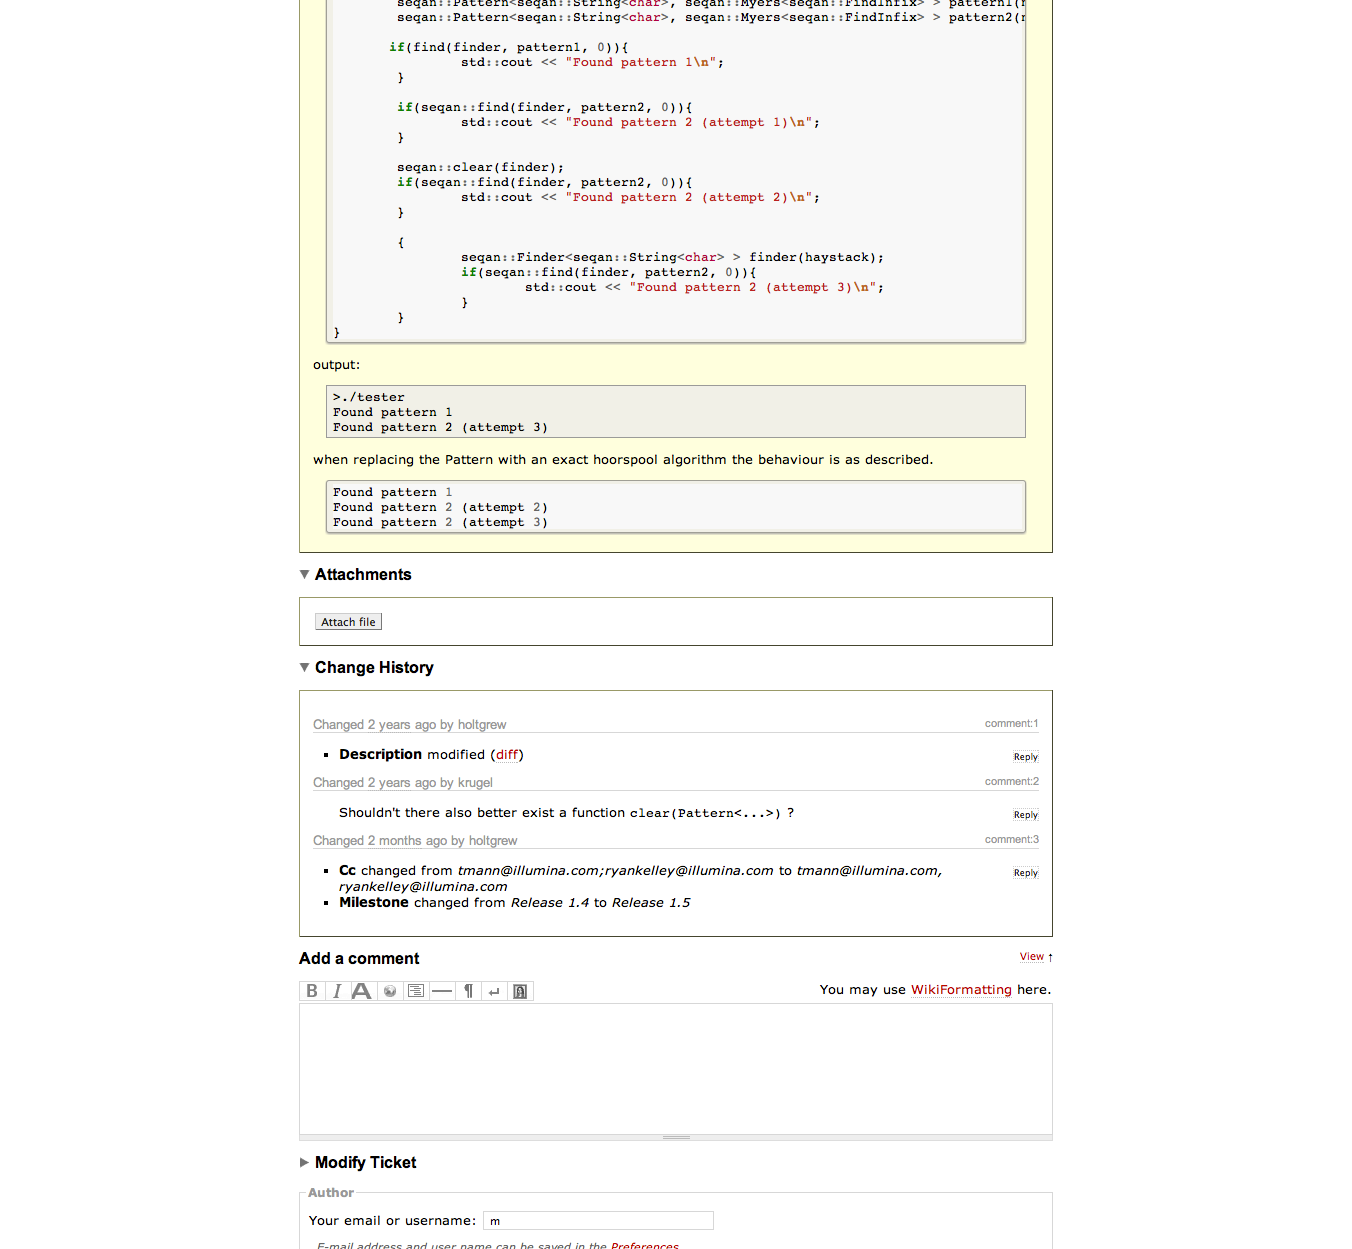 seqan::Pattern<seqan::String<char>, seqan::Myers<seqan::FindInfix> > pattern1(
seqan::Pattern<seqan::String<char>, seqan::Myers<seqan::FindInfix> > pattern2(
if(find(finder, pattern1, 0)){
std::cout << "Found pattern 1\n";
}
if(seqan::find(finder, pattern2, 0)){
std::cout << "Found pattern 2 (attempt 1)\n";
}
seqan::clear(finder);
if(seqan::find(finder, pattern2, 0)){
std::cout << "Found pattern 2 (attempt 2)\n";
}
{
seqan::Finder<seqan::String<char> > finder(haystack);
if(seqan::find(finder, pattern2, 0)){
std::cout << "Found pattern 2 (attempt 3)\n";
}
}
}
output:
>./tester
Found pattern 1
Found pattern 2 (attempt 3)
when replacing the Pattern with an exact hoorspool algorithm the behaviour is as described.
Found pattern 1
Found pattern 2 (attempt 2)
Found pattern 2 (attempt 3)
▼ Attachments
Attach file
▼ Change History
Changed 2 years ago by holtgrew comment:1
▪ Description modified (diff) Reply
Changed 2 years ago by krugel comment:2
Shouldn't there also better exist a function clear(Pattern<...>) ? Reply
Changed 2 months ago by holtgrew comment:3
▪ Cc changed from tmann@illumina.com;ryankelley@illumina.com to tmann@illumina.com, Reply
ryankelley@illumina.com
▪ Milestone changed from Release 1.4 to Release 1.5
Add a comment View ↑
B I A ¶ ↵ You may use WikiFormatting here.
▶ Modify Ticket
Author
Your email or username: m
E-mail address and user name can be saved in the Preferences